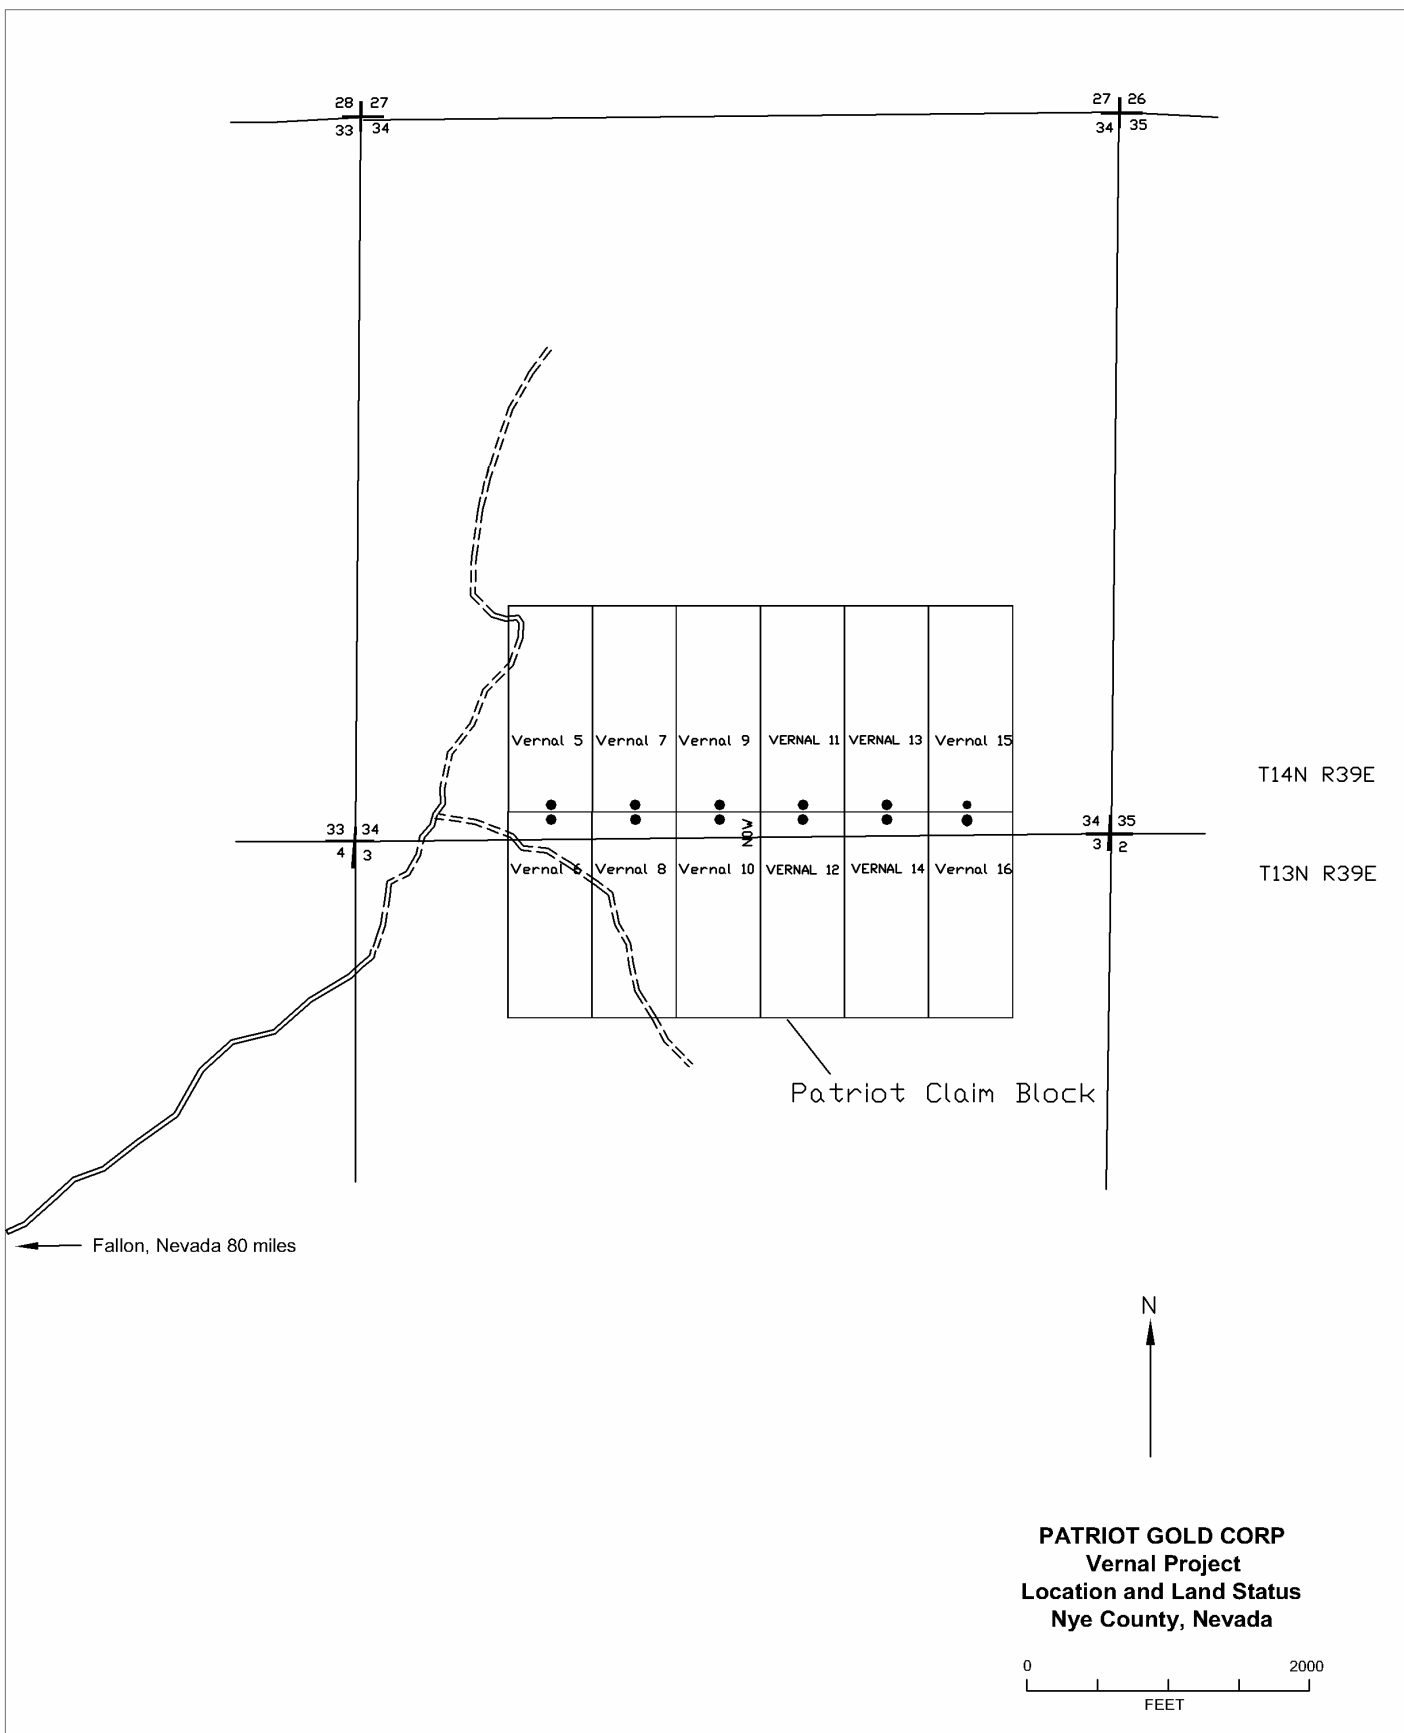 28 27
27 26
33 34
34 35
Vernal 5 Vernal 7 Vernal 9 VERNAL 11 VERNAL 13 Vernal 15
T14N R39E
33 34
34 35
4 3
3 2
Vernal 6 Vernal 8 Vernal 10 VERNAL 12 VERNAL 14 Vernal 16
T13N R39E
Patriot Claim Block
Fallon, Nevada 80 miles
N
PATRIOT GOLD CORP
Vernal Project
Location and Land Status
Nye County, Nevada
0 2000
FEET